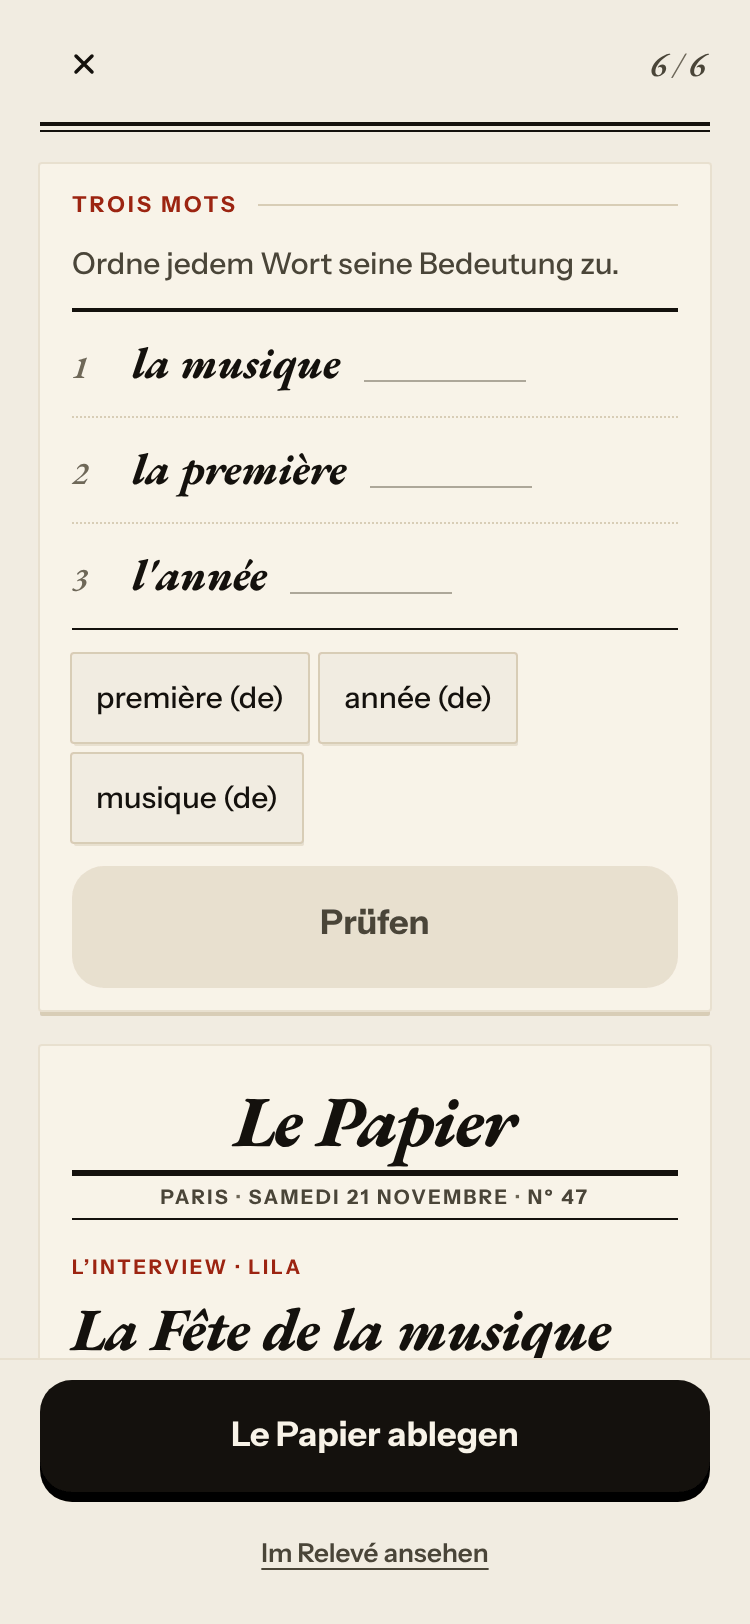 6/6
TROIS MOTS
Ordne jedem Wort seine Bedeutung zu.
1 la musique
2 la première
3 l'année
première (de) année (de)
musique (de)
Prüfen
Le Papier
PARIS · SAMEDI 21 NOVEMBRE · N° 47
L’INTERVIEW · LILA
La Fête de la musique
Le Papier ablegen
Im Relevé ansehen